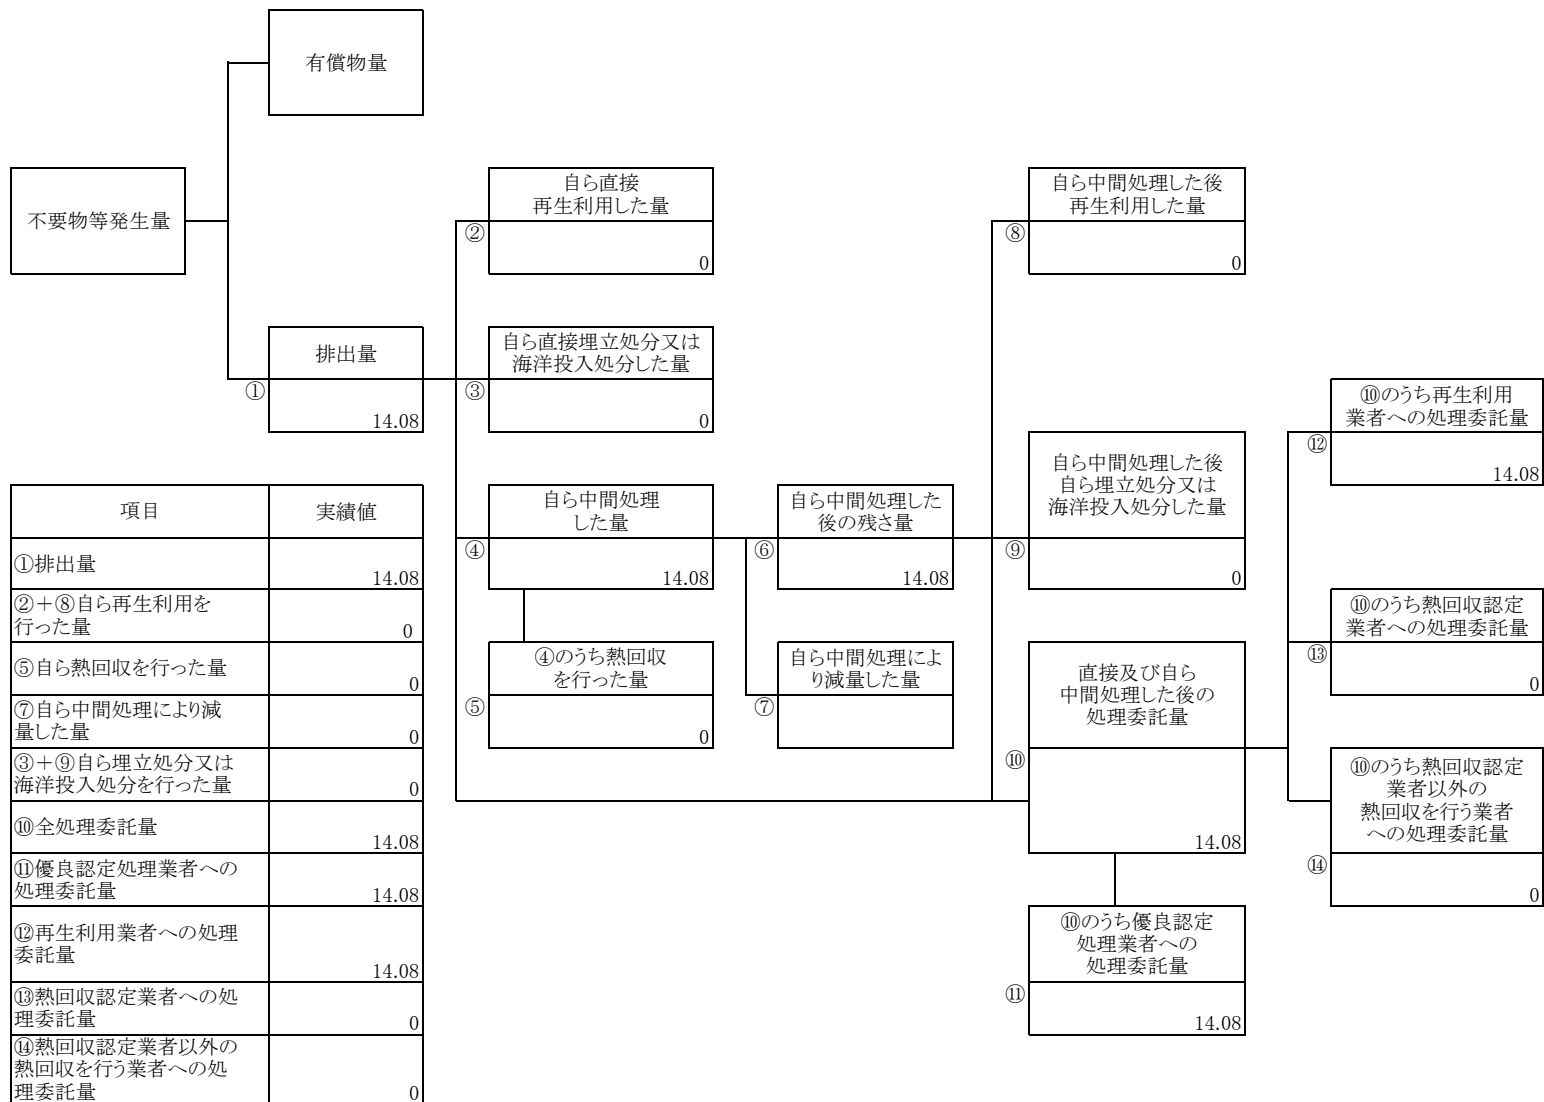 有償物量
不要物等発生量
自ら直接
再生利用した量
②
0
自ら中間処理した後
再生利用した量
⑧
0
排出量
①
14.08
自ら直接埋立処分又は
海洋投入処分した量
③
0
⑩のうち再生利用
業者への処理委託量
⑫
14.08
自ら中間処理
した量
④
14.08
自ら中間処理した
後の残さ量
⑥
14.08
自ら中間処理した後
自ら埋立処分又は
海洋投入処分した量
⑨
0
⑩のうち熱回収認定
業者への処理委託量
⑬
0
④のうち熱回収
を行った量
⑤
0
自ら中間処理によ
り減量した量
⑦
直接及び自ら
中間処理した後の
処理委託量
⑩
14.08
⑩のうち熱回収認定
業者以外の
熱回収を行う業者
への処理委託量
⑭
0
⑩のうち優良認定
処理業者への
処理委託量
⑪
14.08
項目 実績値
①排出量 14.08
②＋⑧自ら再生利用を
行った量 0
⑤自ら熱回収を行った量 0
⑦自ら中間処理により減
量した量 0
③＋⑨自ら埋立処分又は
海洋投入処分を行った量 0
⑩全処理委託量 14.08
⑪優良認定処理業者への
処理委託量 14.08
⑫再生利用業者への処理
委託量 14.08
⑬熱回収認定業者への処
理委託量 0
⑭熱回収認定業者以外の
熱回収を行う業者への処
理委託量 0